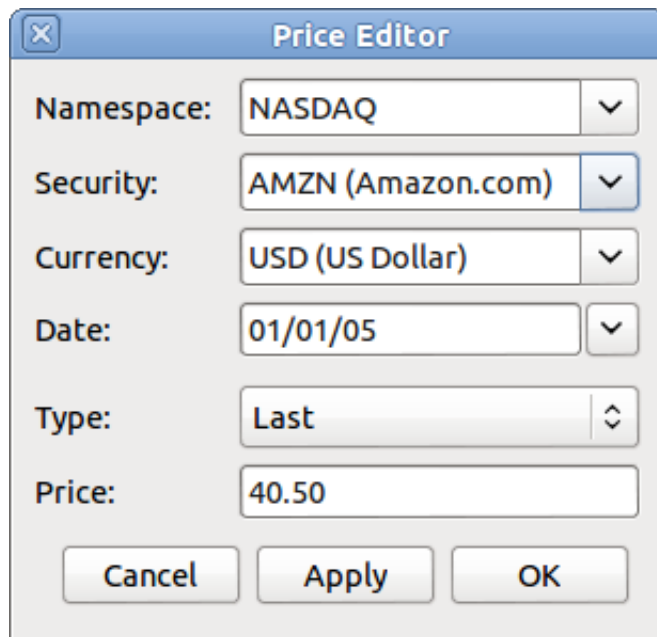 Price Editor
Namespace: NASDAQ
Security: AMZN (Amazon.com)
Currency: USD (US Dollar)
Date: 01/01/05
Type: Last
Price: 40.50
Cancel Apply OK